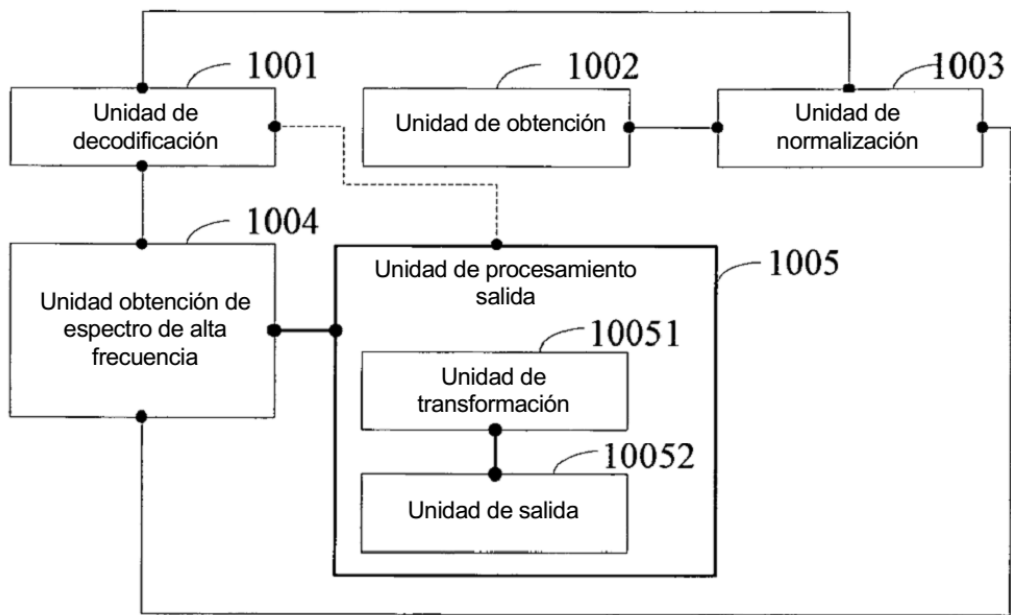 1001
Unidad de
decodificación
1002
Unidad de obtención
1003
Unidad de
normalización
1004
Unidad obtención de
espectro de alta
frecuencia
1005
Unidad de procesamiento
salida
10051
Unidad de
transformación
10052
Unidad de salida